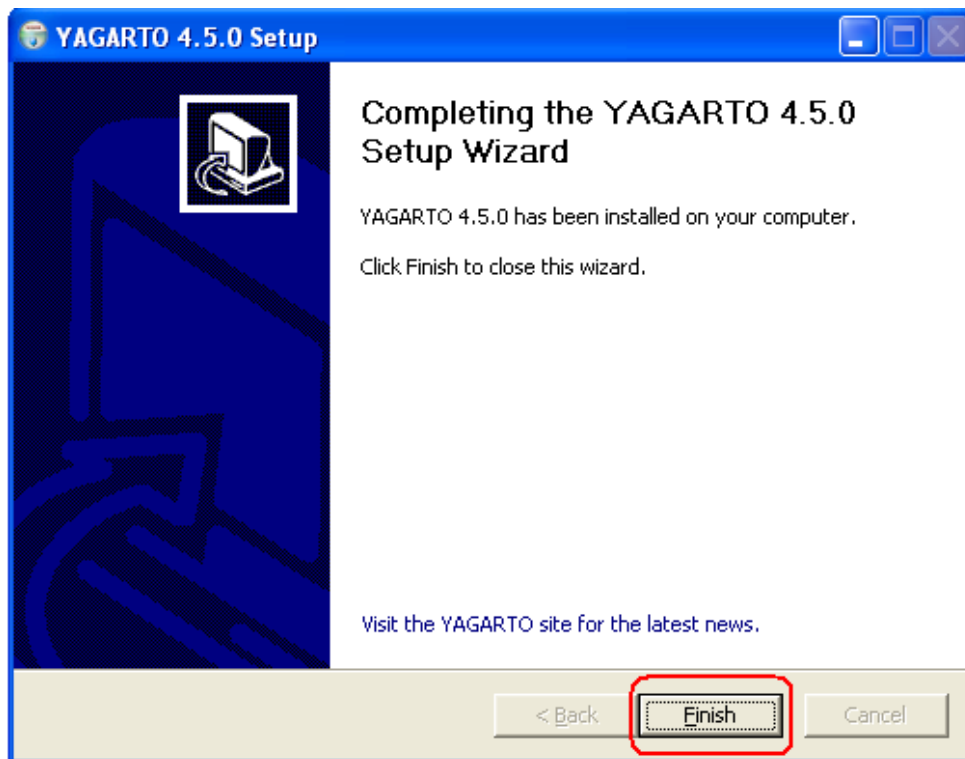 YAGARTO 4.5.0 Setup
Completing the YAGARTO 4.5.0
Setup Wizard
YAGARTO 4.5.0 has been installed on your computer.
Click Finish to close this wizard.
Visit the YAGARTO site for the latest news.
< Back Finish Cancel